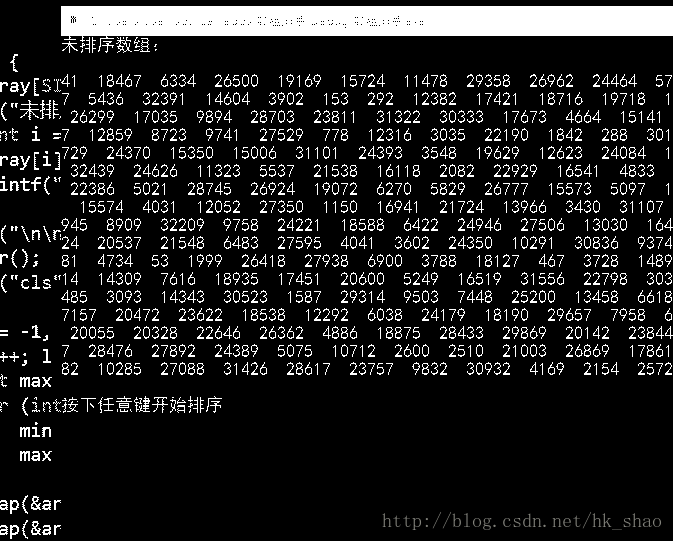 未排序数组:
{
ray[SI
41 18467 6334 26500 19169 15724 11478 29358 26962 24464 57
7 5436 32391 14604 3902 153 292 12382 17421 18716 19718 1
("未排
26299 17035 9894 28703 23811 31322 30333 17673 4664 15141
nt i =
7 12859 8723 9741 27529 778 12316 3035 22190 1842 288 301
ray[i]
729 24370 15350 15006 31101 24393 3548 19629 12623 24084 1
32439 24626 11323 5537 21538 16118 2082 22929 16541 4833
intf("
22386 5021 28745 26924 19072 6270 5829 26777 15573 5097 1
15574 4031 12052 27350 1150 16941 21724 13966 3430 31107
("\n\n
945 8909 32209 9758 24221 18588 6422 24946 27506 13030 164
24 20537 21548 6483 27595 4041 3602 24350 10291 30836 9374
r();
81 4734 53 1999 26418 27938 6900 3788 18127 467 3728 1489
("cls"
14 14309 7616 18935 17451 20600 5249 16519 31556 22798 303
485 3093 14343 30523 1587 29314 9503 7448 25200 13458 6618
7157 20472 23622 18538 12292 6038 24179 18190 29657 7958 6
= -1,
20055 20328 22646 26362 4886 18875 28433 29869 20142 23844
++; l
7 28476 27892 24389 5075 10712 2600 2510 21003 26869 17861
t max
82 10285 27088 31426 28617 23757 9832 30932 4169 2154 2572
r (int
按下任意键开始排序
min
max
ap(&ar
ap(&ar
http://blog.csdn.net/hk_shao